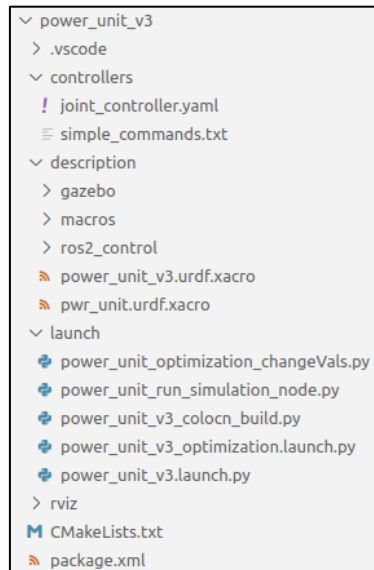 power_unit_v3
.vscode
controllers
! joint_controller.yaml
simple_commands.txt
description
gazebo
macros
ros2_control
power_unit_v3.urdf.xacro
pwr_unit.urdf.xacro
launch
power_unit_optimization_changeVals.py
power_unit_run_simulation_node.py
power_unit_v3_colocn_build.py
power_unit_v3_optimization.launch.py
power_unit_v3.launch.py
rviz
M CMakeLists.txt
package.xml